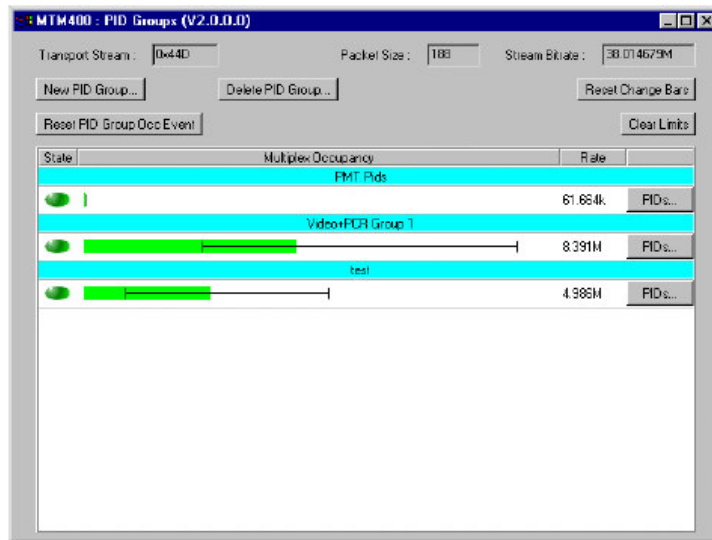 MTM400 : PID Groups (V2.0.0.0)
Transport Stream : 0x44D Packet Size : 188 Stream Bitrate : 38.014679M
New PID Group... Delete PID Group... Reset Change Bars
Reset PID Group Occ Event Clear Limits
State Multiplex Occupancy Rate
PMT Pids
61.664k PIDs...
Video+PCR Group 1
8.391M PIDs...
test
4.986M PIDs...